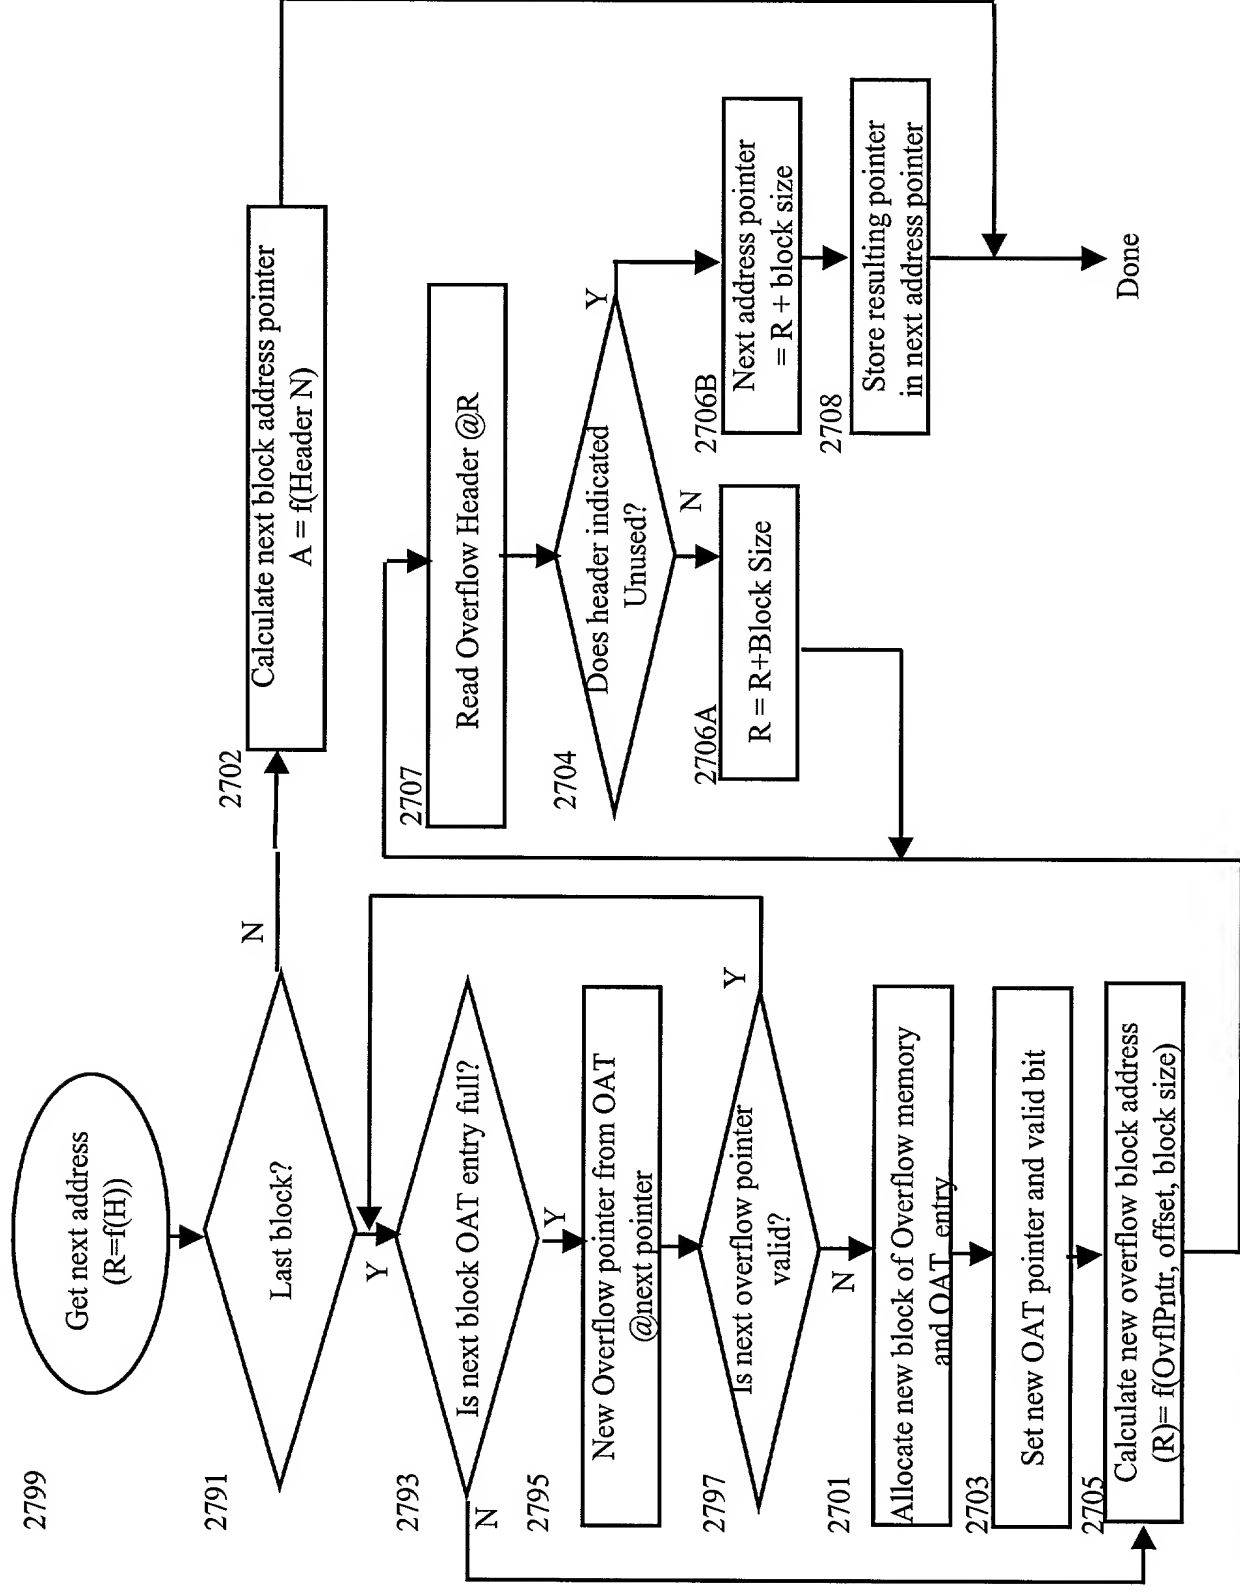 2799
Get next address
(R=f(H))
2791
Last block?
N
Y
2793
Is next block OAT entry full?
N
Y
2795
New Overflow pointer from OAT
@next pointer
2797
Is next overflow pointer
valid?
Y
N
2701
Allocate new block of Overflow memory
and OAT entry
2703
Set new OAT pointer and valid bit
2705
Calculate new overflow block address
(R)= f(OvflPntr, offset, block size)
2702
Calculate next block address pointer
A = f(Header N)
2707
Read Overflow Header @R
2704
Does header indicated
Unused?
Y
N
2706A
R = R+Block Size
2706B
Next address pointer
= R + block size
2708
Store resulting pointer
in next address pointer
Done